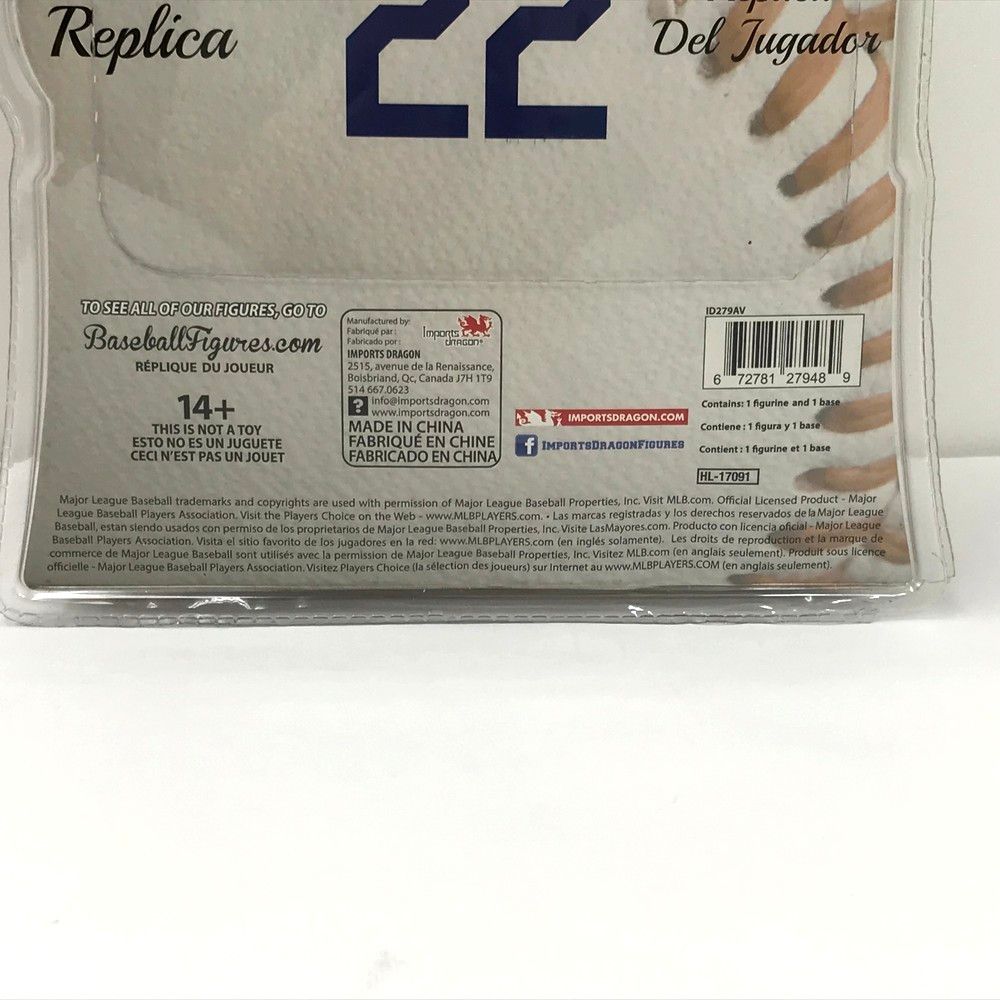 Replica
22
Del Jugador
TO SEE ALL OF OUR FIGURES, GO TO
BaseballFigures.com
RÉPLIQUE DU JOUEUR
14+
THIS IS NOT A TOY
ESTO NO ES UN JUGUETE
CECI N'EST PAS UN JOUET
Manufactured by:
Fabriqué par :
Fabricado por :
Imports DRAGON®
IMPORTS DRAGON
2515, avenue de la Renaissance,
Boisbriand, Qc, Canada J7H 1T9
514 667.0623
? info@importsdragon.com
www.importsdragon.com
MADE IN CHINA
FABRIQUÉ EN CHINE
FABRICADO EN CHINA
IMPORTSDRAGON.COM
f IMPORTSDRAGONFIGURES
ID279AV
6 72781 27948 9
Contains: 1 figurine and 1 base
Contiene : 1 figura y 1 base
Contient : 1 figurine et 1 base
HL-17091
Major League Baseball trademarks and copyrights are used with permission of Major League Baseball Properties, Inc. Visit MLB.com. Official Licensed Product - Major
League Baseball Players Association. Visit the Players Choice on the Web - www.MLBPLAYERS.com. • Las marcas registradas y los derechos reservados de la Major League
Baseball, estan siendo usados con permiso de los proprietarios de Major League Baseball Properties, Inc. Visite LasMayores.com. Producto con licencia oficial - Major League
Baseball Players Association. Visita el sitio favorito de los jugadores en la red: www.MLBPLAYERS.com (en inglés solamente). Les droits de reproduction et la marque de
commerce de Major League Baseball sont utilisés avec la permission de Major League Baseball Properties, Inc. Visitez MLB.com (en anglais seulement). Produit sous licence
officielle - Major League Baseball Players Association. Visitez Players Choice (la sélection des joueurs) sur Internet au www.MLBPLAYERS.COM (en anglais seulement).